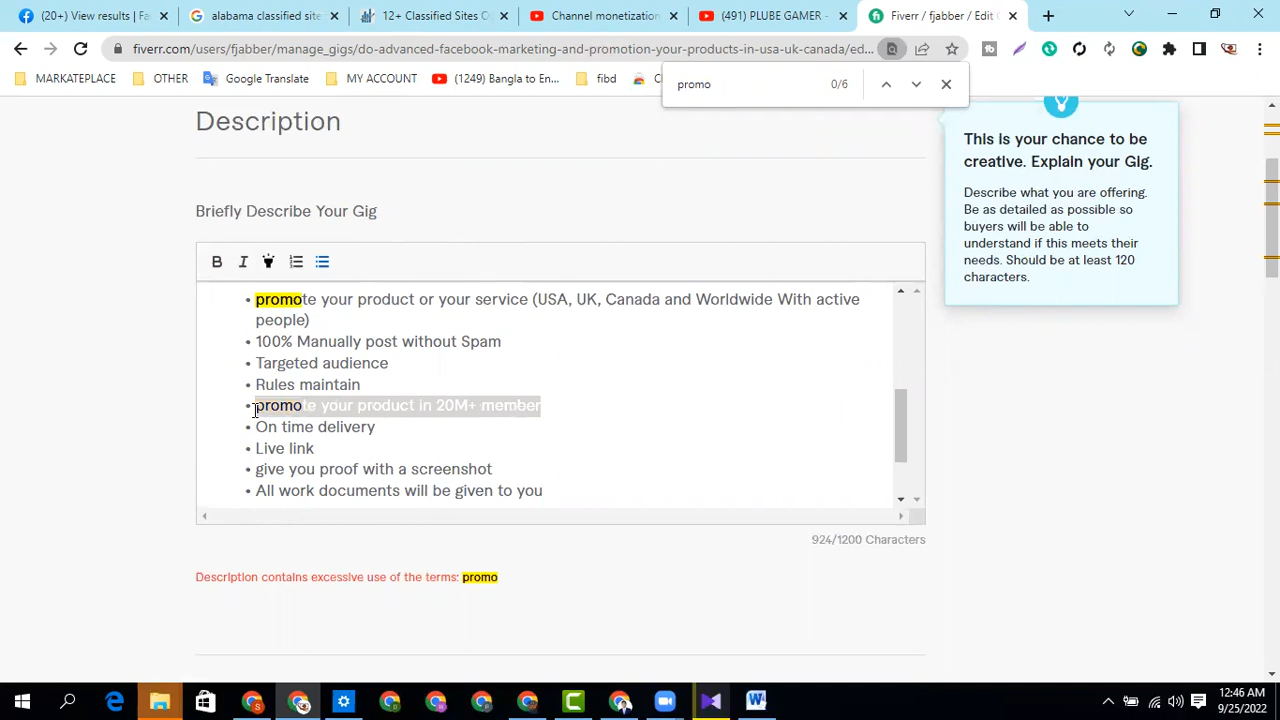 (20+) View results | Fa
alabama classified site
12+ Classified Sites O
Channel monetization
(491) PLUBE GAMER -
Fiverr / fjabber / Edit G
fiverr.com/users/fjabber/manage_gigs/do-advanced-facebook-marketing-and-promotion-your-products-in-usa-uk-canada/ed...
MARKATEPLACE
OTHER
Google Translate
MY ACCOUNT
(1249) Bangla to En...
fibd
promo
0/6
Description
This is your chance to be
creative. Explain your Gig.
Describe what you are offering.
Be as detailed as possible so
buyers will be able to
understand if this meets their
needs. Should be at least 120
characters.
Briefly Describe Your Gig
B I
• promote your product or your service (USA, UK, Canada and Worldwide With active
people)
• 100% Manually post without Spam
• Targeted audience
• Rules maintain
• promote your product in 20M+ member
• On time delivery
• Live link
• give you proof with a screenshot
• All work documents will be given to you
924/1200 Characters
Description contains excessive use of the terms: promo
12:46 AM
9/25/2022